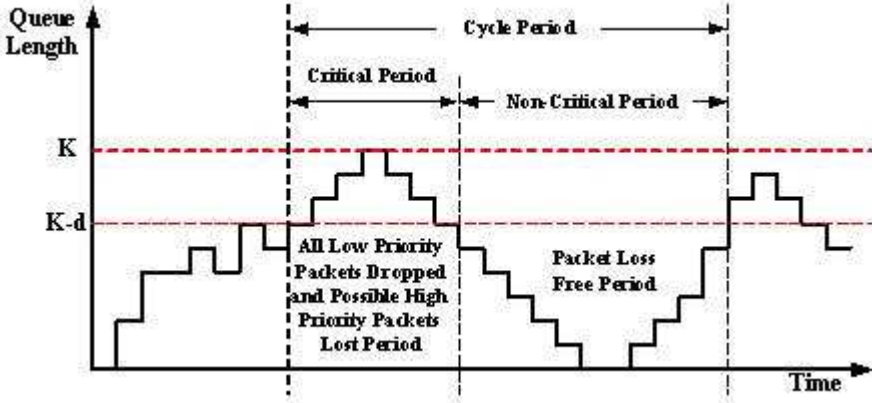 Queue
Length
Cycle Period
Critical Period
Non-Critical Period
K
K-d
All Low Priority
Packets Dropped
and Possible High
Priority Packets
Lost Period
Packet Loss
Free Period
Time